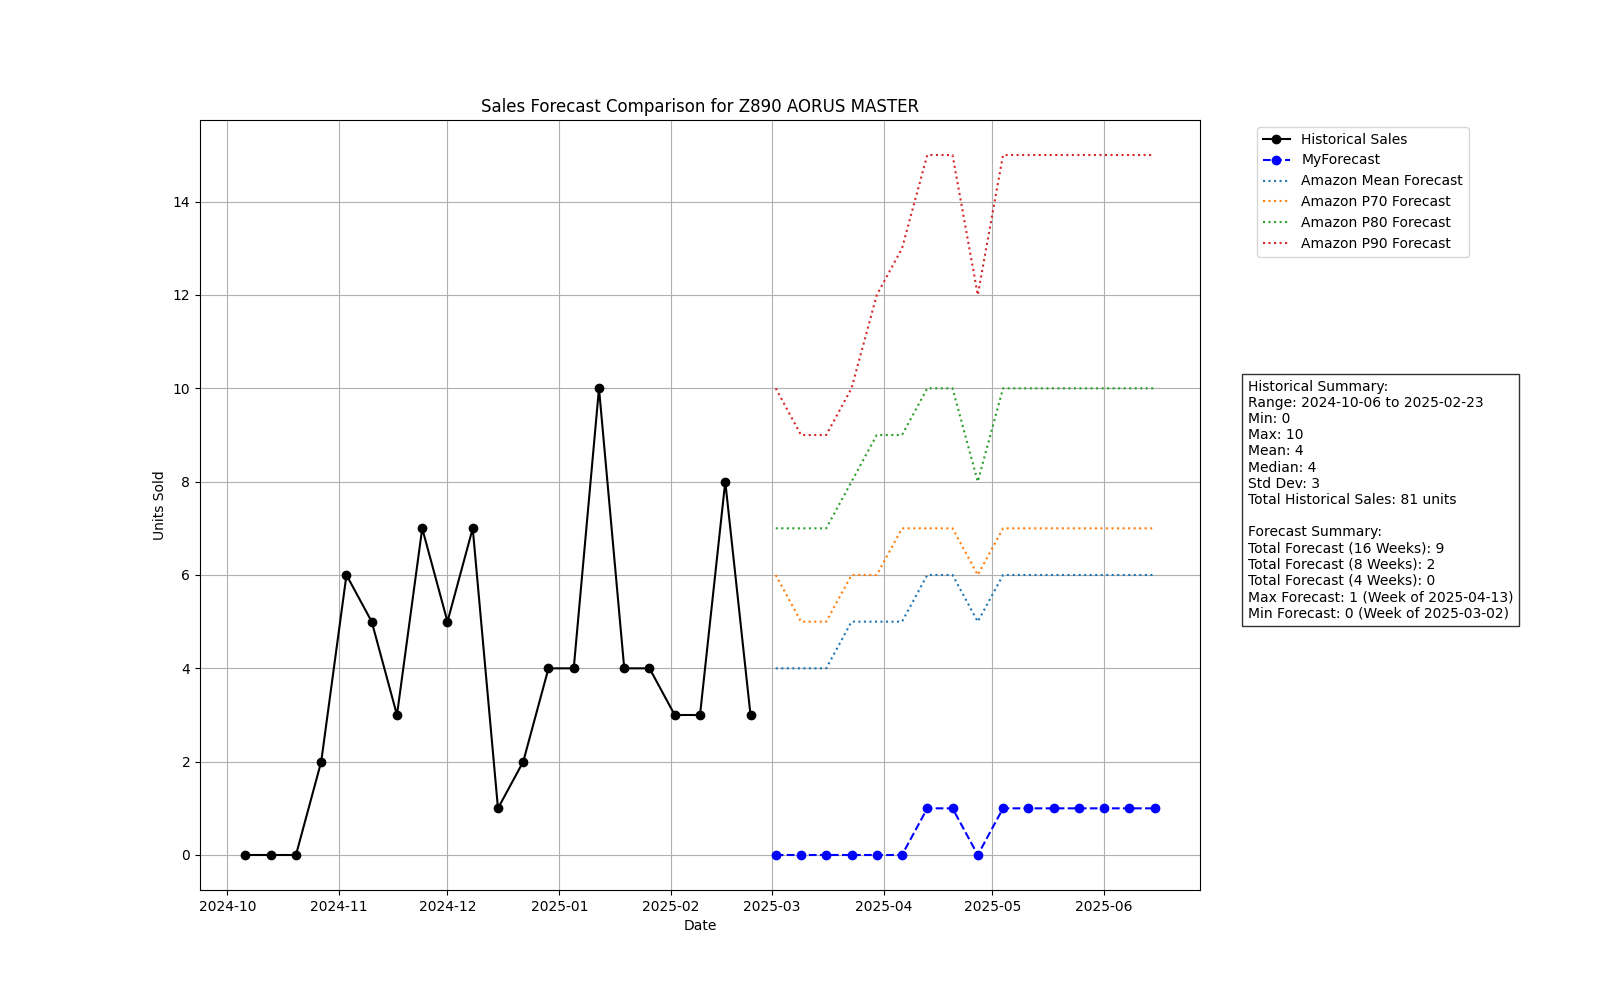 Sales Forecast Comparison for Z890 AORUS MASTER
Historical Sales
MyForecast
Amazon Mean Forecast
Amazon P70 Forecast
Amazon P80 Forecast
Amazon P90 Forecast
14
12
10
8
6
4
2
0
Units Sold
2024-10
2024-11
2024-12
2025-01
2025-02
2025-03
2025-04
2025-05
2025-06
Date
Historical Summary:
Range: 2024-10-06 to 2025-02-23
Min: 0
Max: 10
Mean: 4
Median: 4
Std Dev: 3
Total Historical Sales: 81 units
Forecast Summary:
Total Forecast (16 Weeks): 9
Total Forecast (8 Weeks): 2
Total Forecast (4 Weeks): 0
Max Forecast: 1 (Week of 2025-04-13)
Min Forecast: 0 (Week of 2025-03-02)